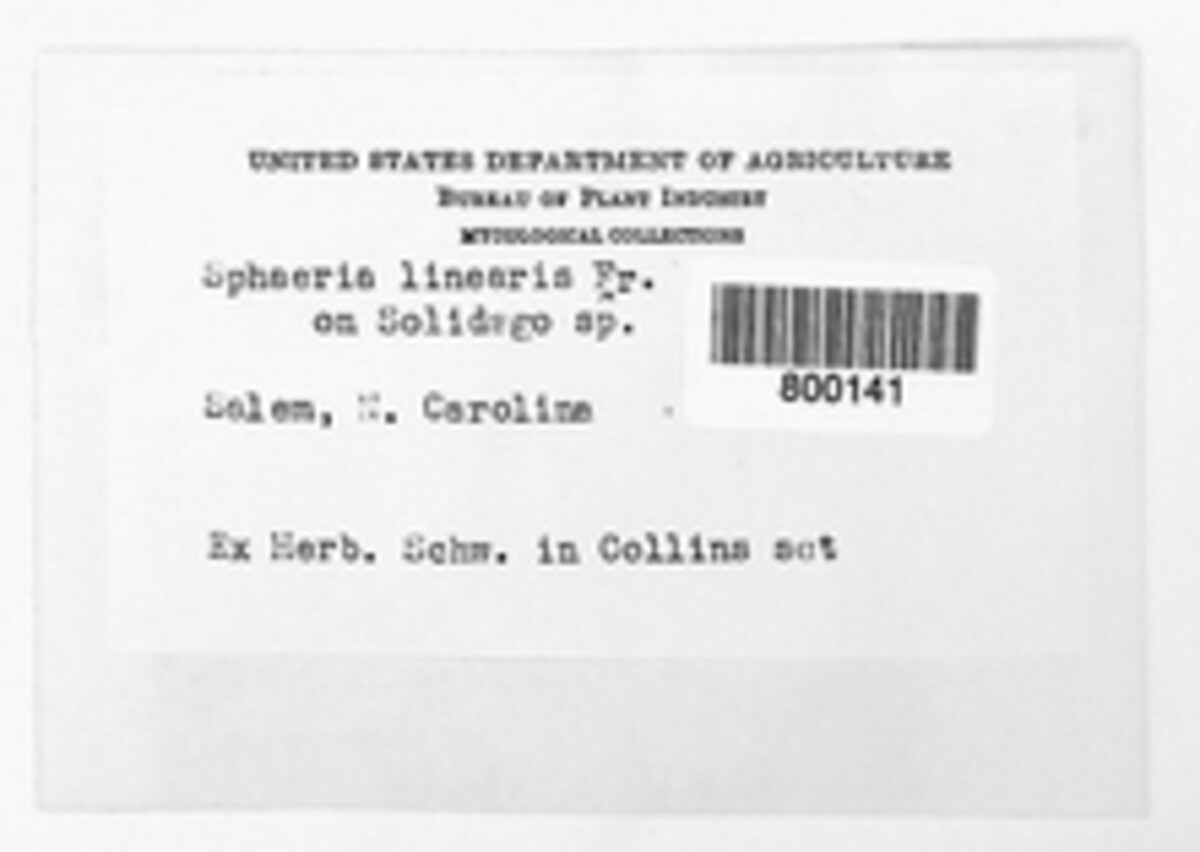 UNITED STATES DEPARTMENT OF AGRICULTURE
BUREAU OF PLANT INDUSTRY
MYCOLOGICAL COLLECTIONS
Sphaeria linearis Fr.
on Solidago sp.
800141
Salem, N. Carolina
Ex Herb. Schw. in Collins set